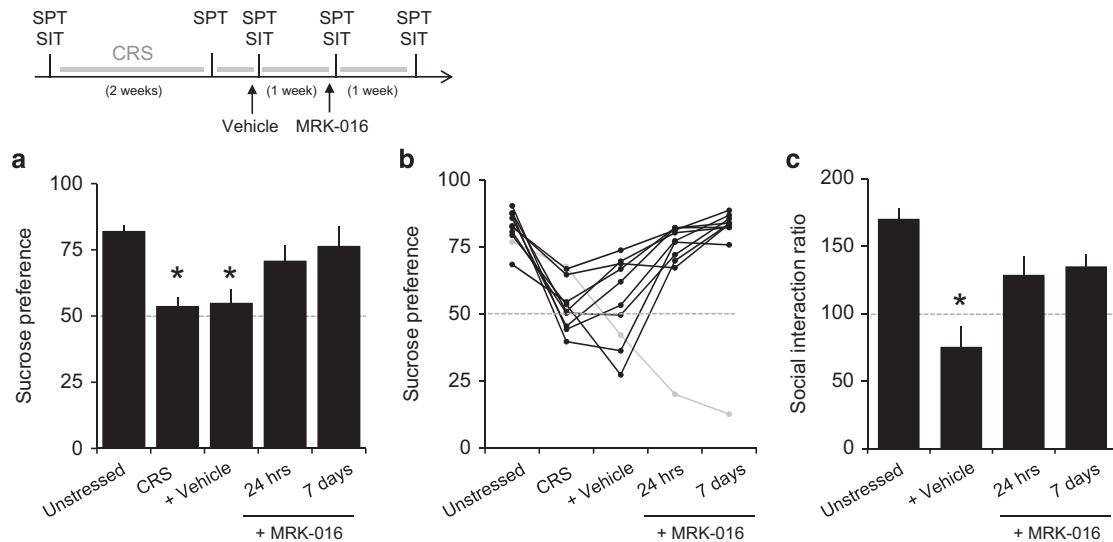 SPT SPT SPT SPT SPT
SIT SIT SIT SIT
CRS
(2 weeks) (1 week) (1 week)
Vehicle MRK-016
a
100
75
50
25
0
Sucrose preference
* *
Unstressed CRS + Vehicle 24 hrs 7 days
+ MRK-016
b
100
75
50
25
0
Sucrose preference
Unstressed CRS + Vehicle 24 hrs 7 days
+ MRK-016
c
200
150
100
50
0
Social interaction ratio
*
Unstressed + Vehicle 24 hrs 7 days
+ MRK-016